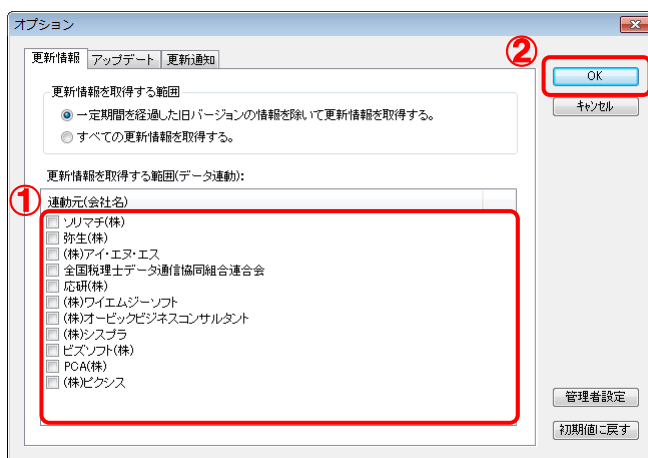 オプション
更新情報 アップデート 更新通知
②
OK
キャンセル
更新情報を取得する範囲
一定期間を経過した旧バージョンの情報を除いて更新情報を取得する。
すべての更新情報を取得する。
更新情報を取得する範囲(データ連動):
①
連動元(会社名)
ソリマチ(株)
弥生(株)
(株)アイ・エヌ・エス
全国税理士データ通信協同組合連合会
応研(株)
(株)ワイエムジーソフト
(株)オービックビジネスコンサルタント
(株)シスプラ
ビズソフト(株)
PCA(株)
(株)ピクシス
管理者設定
初期値に戻す